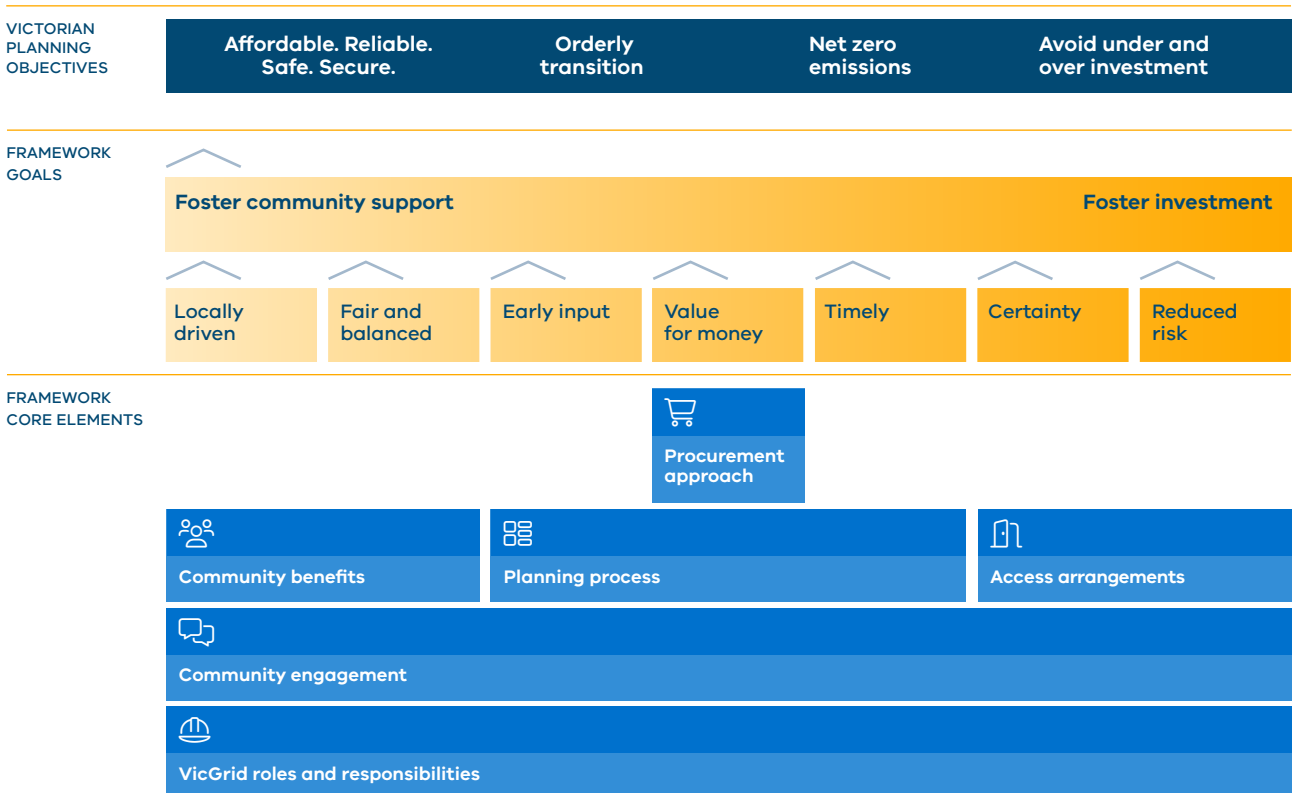 VICTORIAN
PLANNING
OBJECTIVES
Affordable. Reliable.
Safe. Secure.
Orderly
transition
Net zero
emissions
Avoid under and
over investment
FRAMEWORK
GOALS
Foster community support
Foster investment
Locally
driven
Fair and
balanced
Early input
Value
for money
Timely
Certainty
Reduced
risk
FRAMEWORK
CORE ELEMENTS
Procurement
approach
Community benefits
Planning process
Access arrangements
Community engagement
VicGrid roles and responsibilities